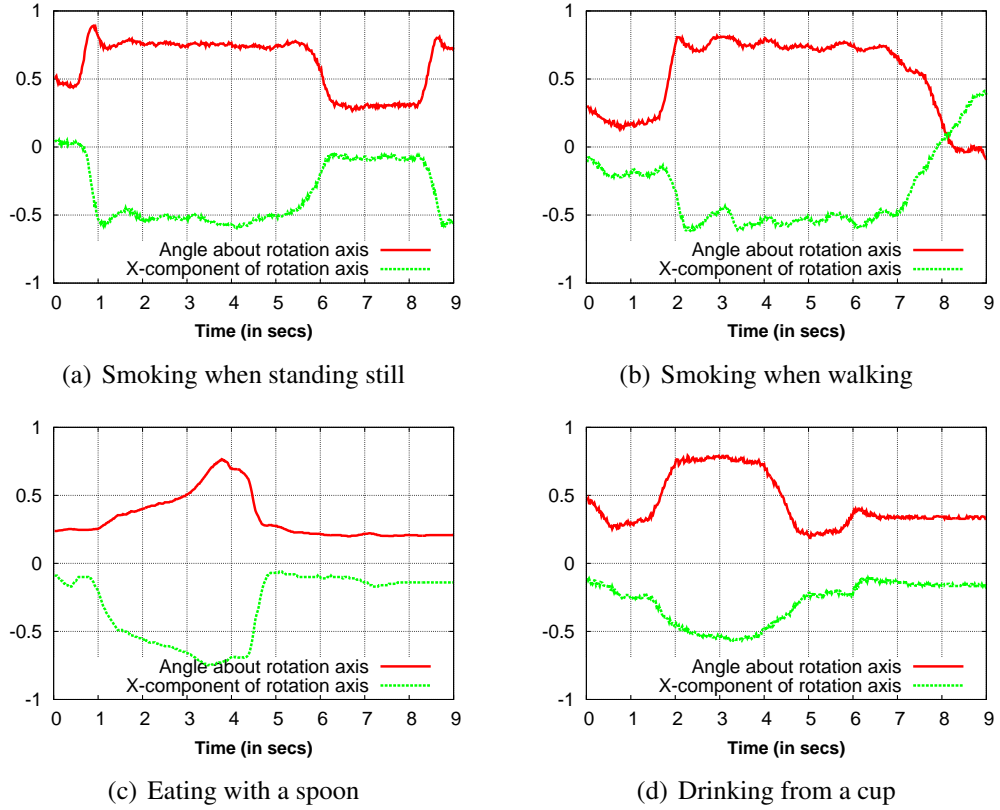 1
0.5
0
-0.5
-1
Angle about rotation axis
X-component of rotation axis
0 1 2 3 4 5 6 7 8 9
Time (in secs)
(a) Smoking when standing still
1
0.5
0
-0.5
-1
Angle about rotation axis
X-component of rotation axis
0 1 2 3 4 5 6 7 8 9
Time (in secs)
(b) Smoking when walking
1
0.5
0
-0.5
-1
Angle about rotation axis
X-component of rotation axis
0 1 2 3 4 5 6 7 8 9
Time (in secs)
(c) Eating with a spoon
1
0.5
0
-0.5
-1
Angle about rotation axis
X-component of rotation axis
0 1 2 3 4 5 6 7 8 9
Time (in secs)
(d) Drinking from a cup